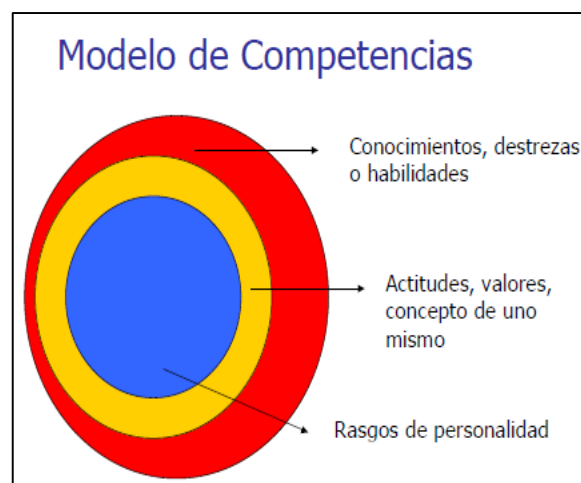 Modelo de Competencias
Conocimientos, destrezas
o habilidades
Actitudes, valores,
concepto de uno
mismo
Rasgos de personalidad